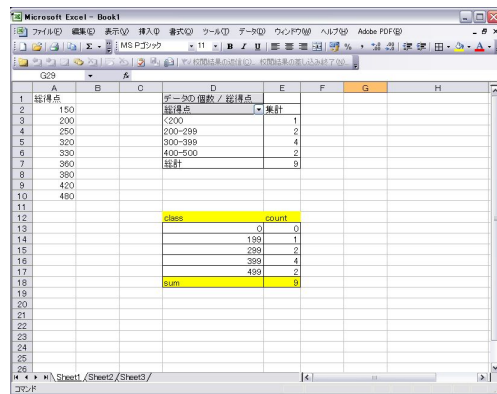 Microsoft Excel - Book1
ファイル(F) 編集(E) 表示(V) 挿入(I) 書式(O) ツール(T) データ(D) ウィンドウ(W) ヘルプ(H) Adobe PDF(B)
MS Pゴシック 11 B I U
校閲結果の返信(C)... 校閲結果の差し込み終了(N)...
G29 fx
A B C D E F G H
1 総得点 データの個数 / 総得点
2 150 総得点 集計
3 200 <200 1
4 250 200-299 2
5 320 300-399 4
6 330 400-500 2
7 360 総計 9
8 380
9 420
10 480
11
12 class count
13 0 0
14 199 1
15 299 2
16 399 4
17 499 2
18 sum 9
19
20
21
22
23
24
25
26
Sheet1 Sheet2 Sheet3
コマンド